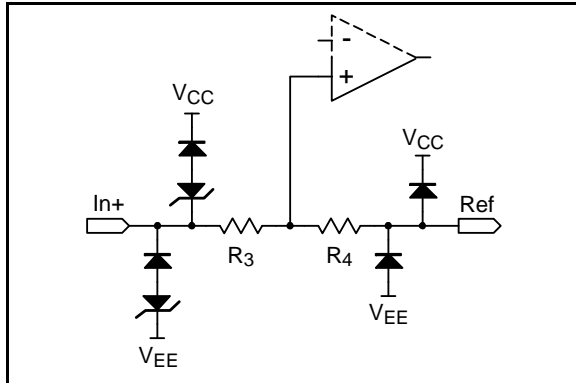 -
+
V_CC
V_CC
In+
Ref
R_3
R_4
V_EE
V_EE